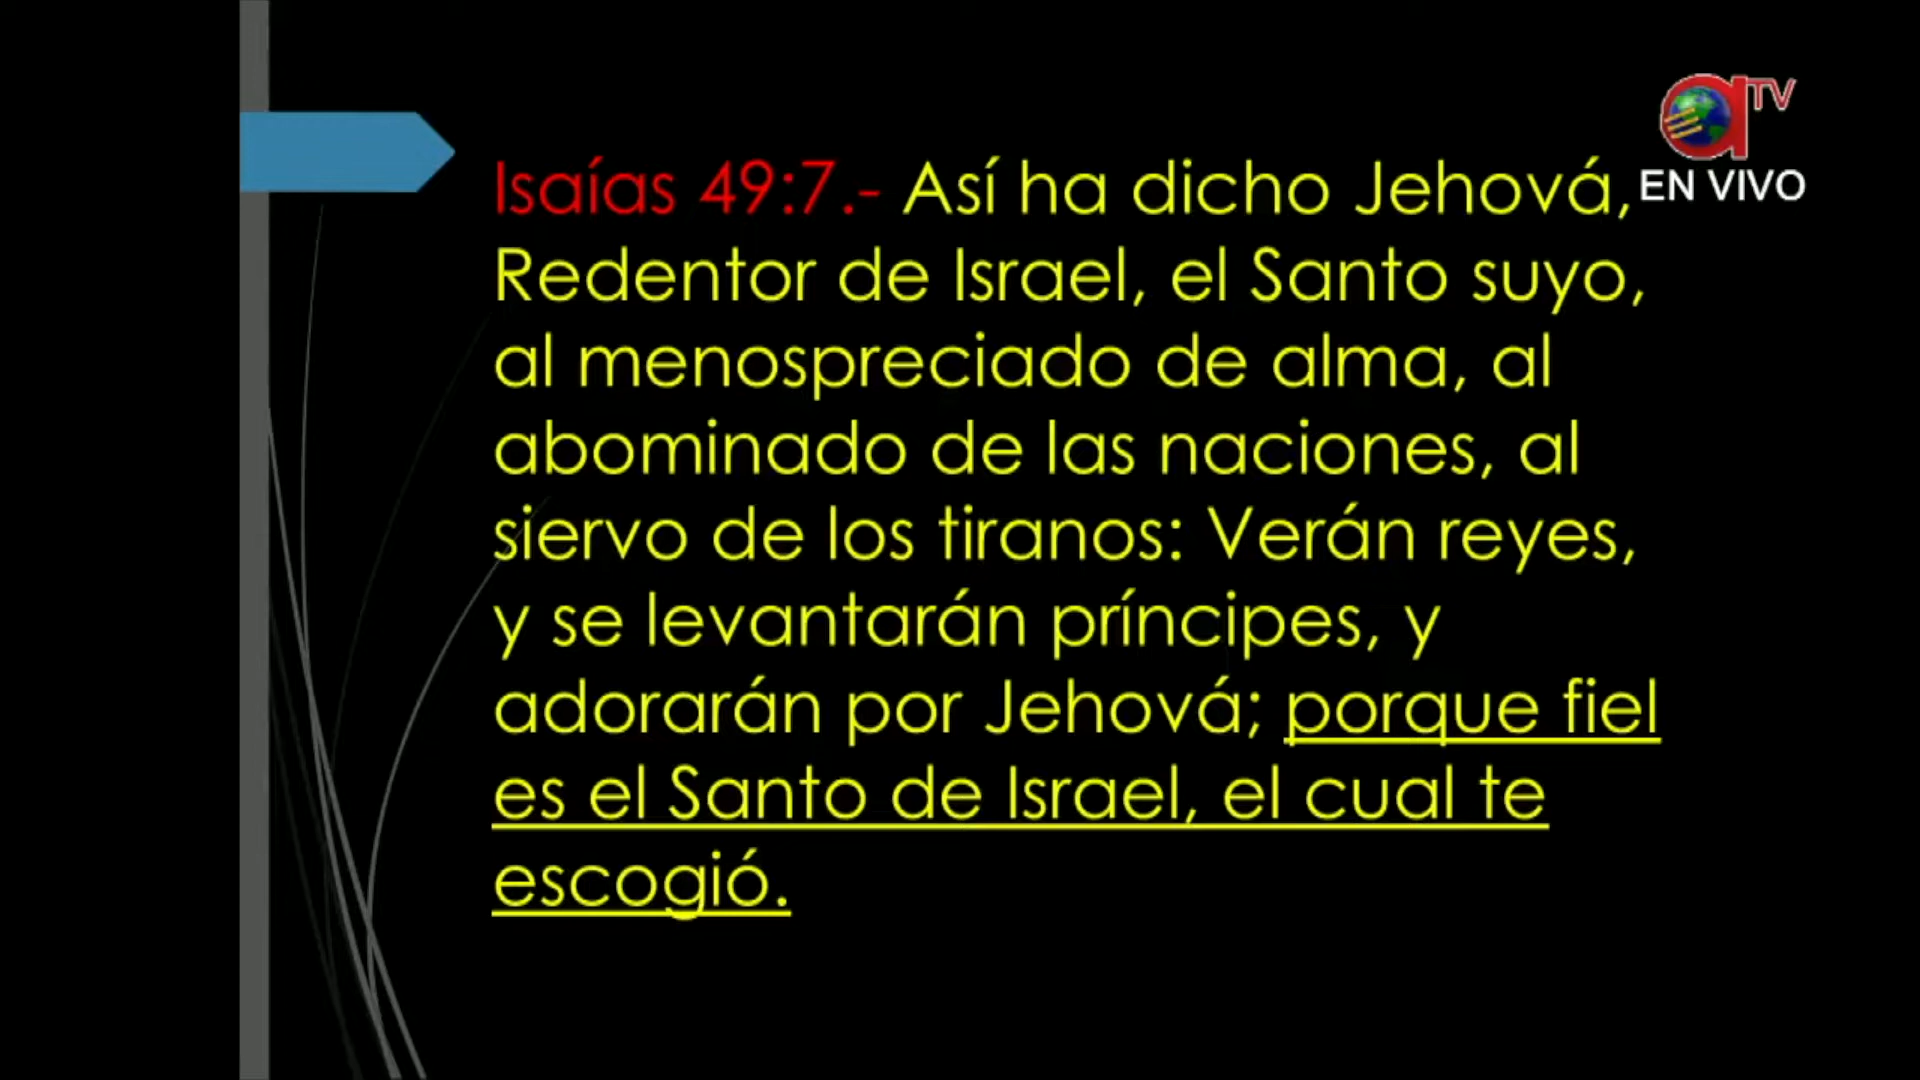 TV
EN VIVO
Isaías 49:7.- Así ha dicho Jehová,
Redentor de Israel, el Santo suyo,
al menospreciado de alma, al
abominado de las naciones, al
siervo de los tiranos: Verán reyes,
y se levantarán príncipes, y
adorarán por Jehová; porque fiel
es el Santo de Israel, el cual te
escogió.